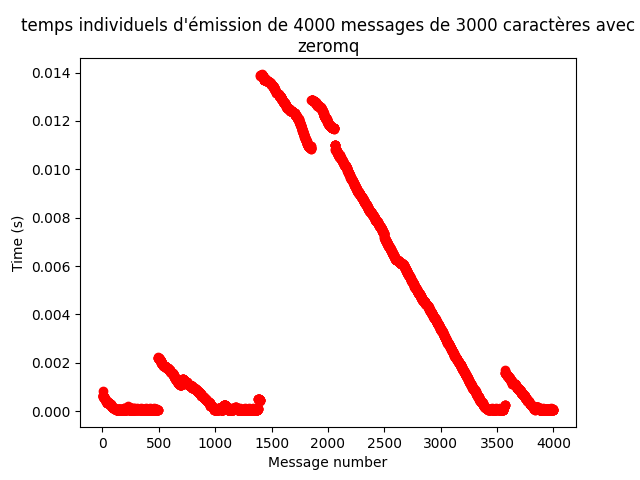 temps individuels d'émission de 4000 messages de 3000 caractères avec
zeromq
0.014
0.012
0.010
0.008
0.006
0.004
0.002
0.000
Time (s)
0 500 1000 1500 2000 2500 3000 3500 4000
Message number